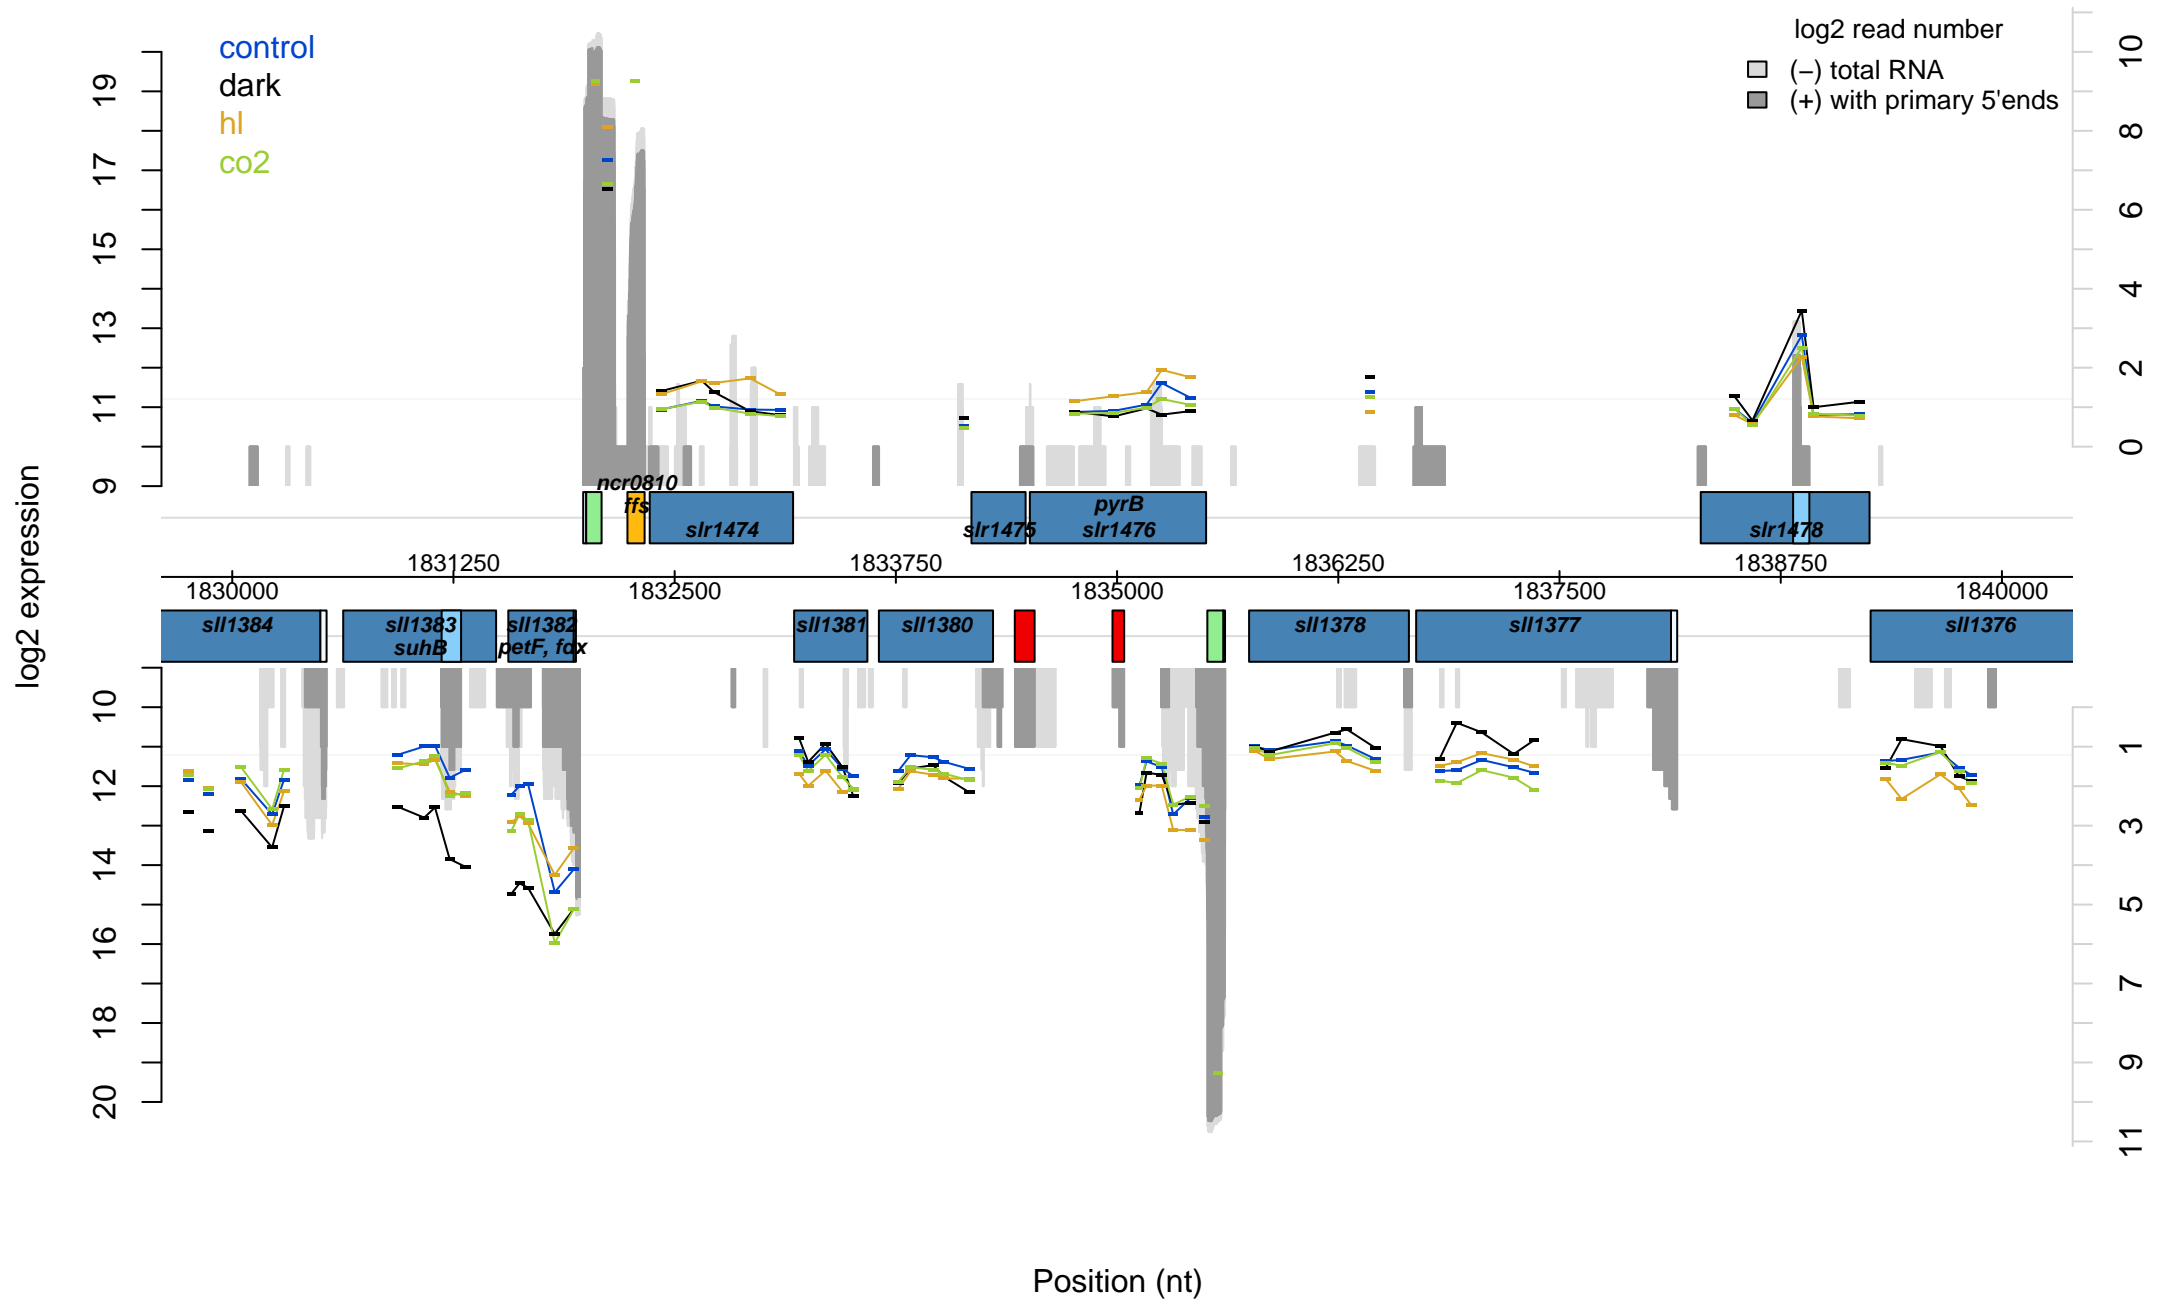 control
dark
hl
co2
log2 read number
(−) total RNA
(+) with primary 5'ends
19
17
15
13
11
9
10
8
6
4
2
0
log2 expression
ncr0810
ffs
slr1474
slr1475
pyrB
slr1476
slr1478
1831250
1833750
1836250
1838750
1830000
1832500
1835000
1837500
1840000
sll1384
sll1383
suhB
sll1382
petF, fdx
sll1381
sll1380
sll1378
sll1377
sll1376
10
12
14
16
18
20
1
3
5
7
9
11
Position (nt)